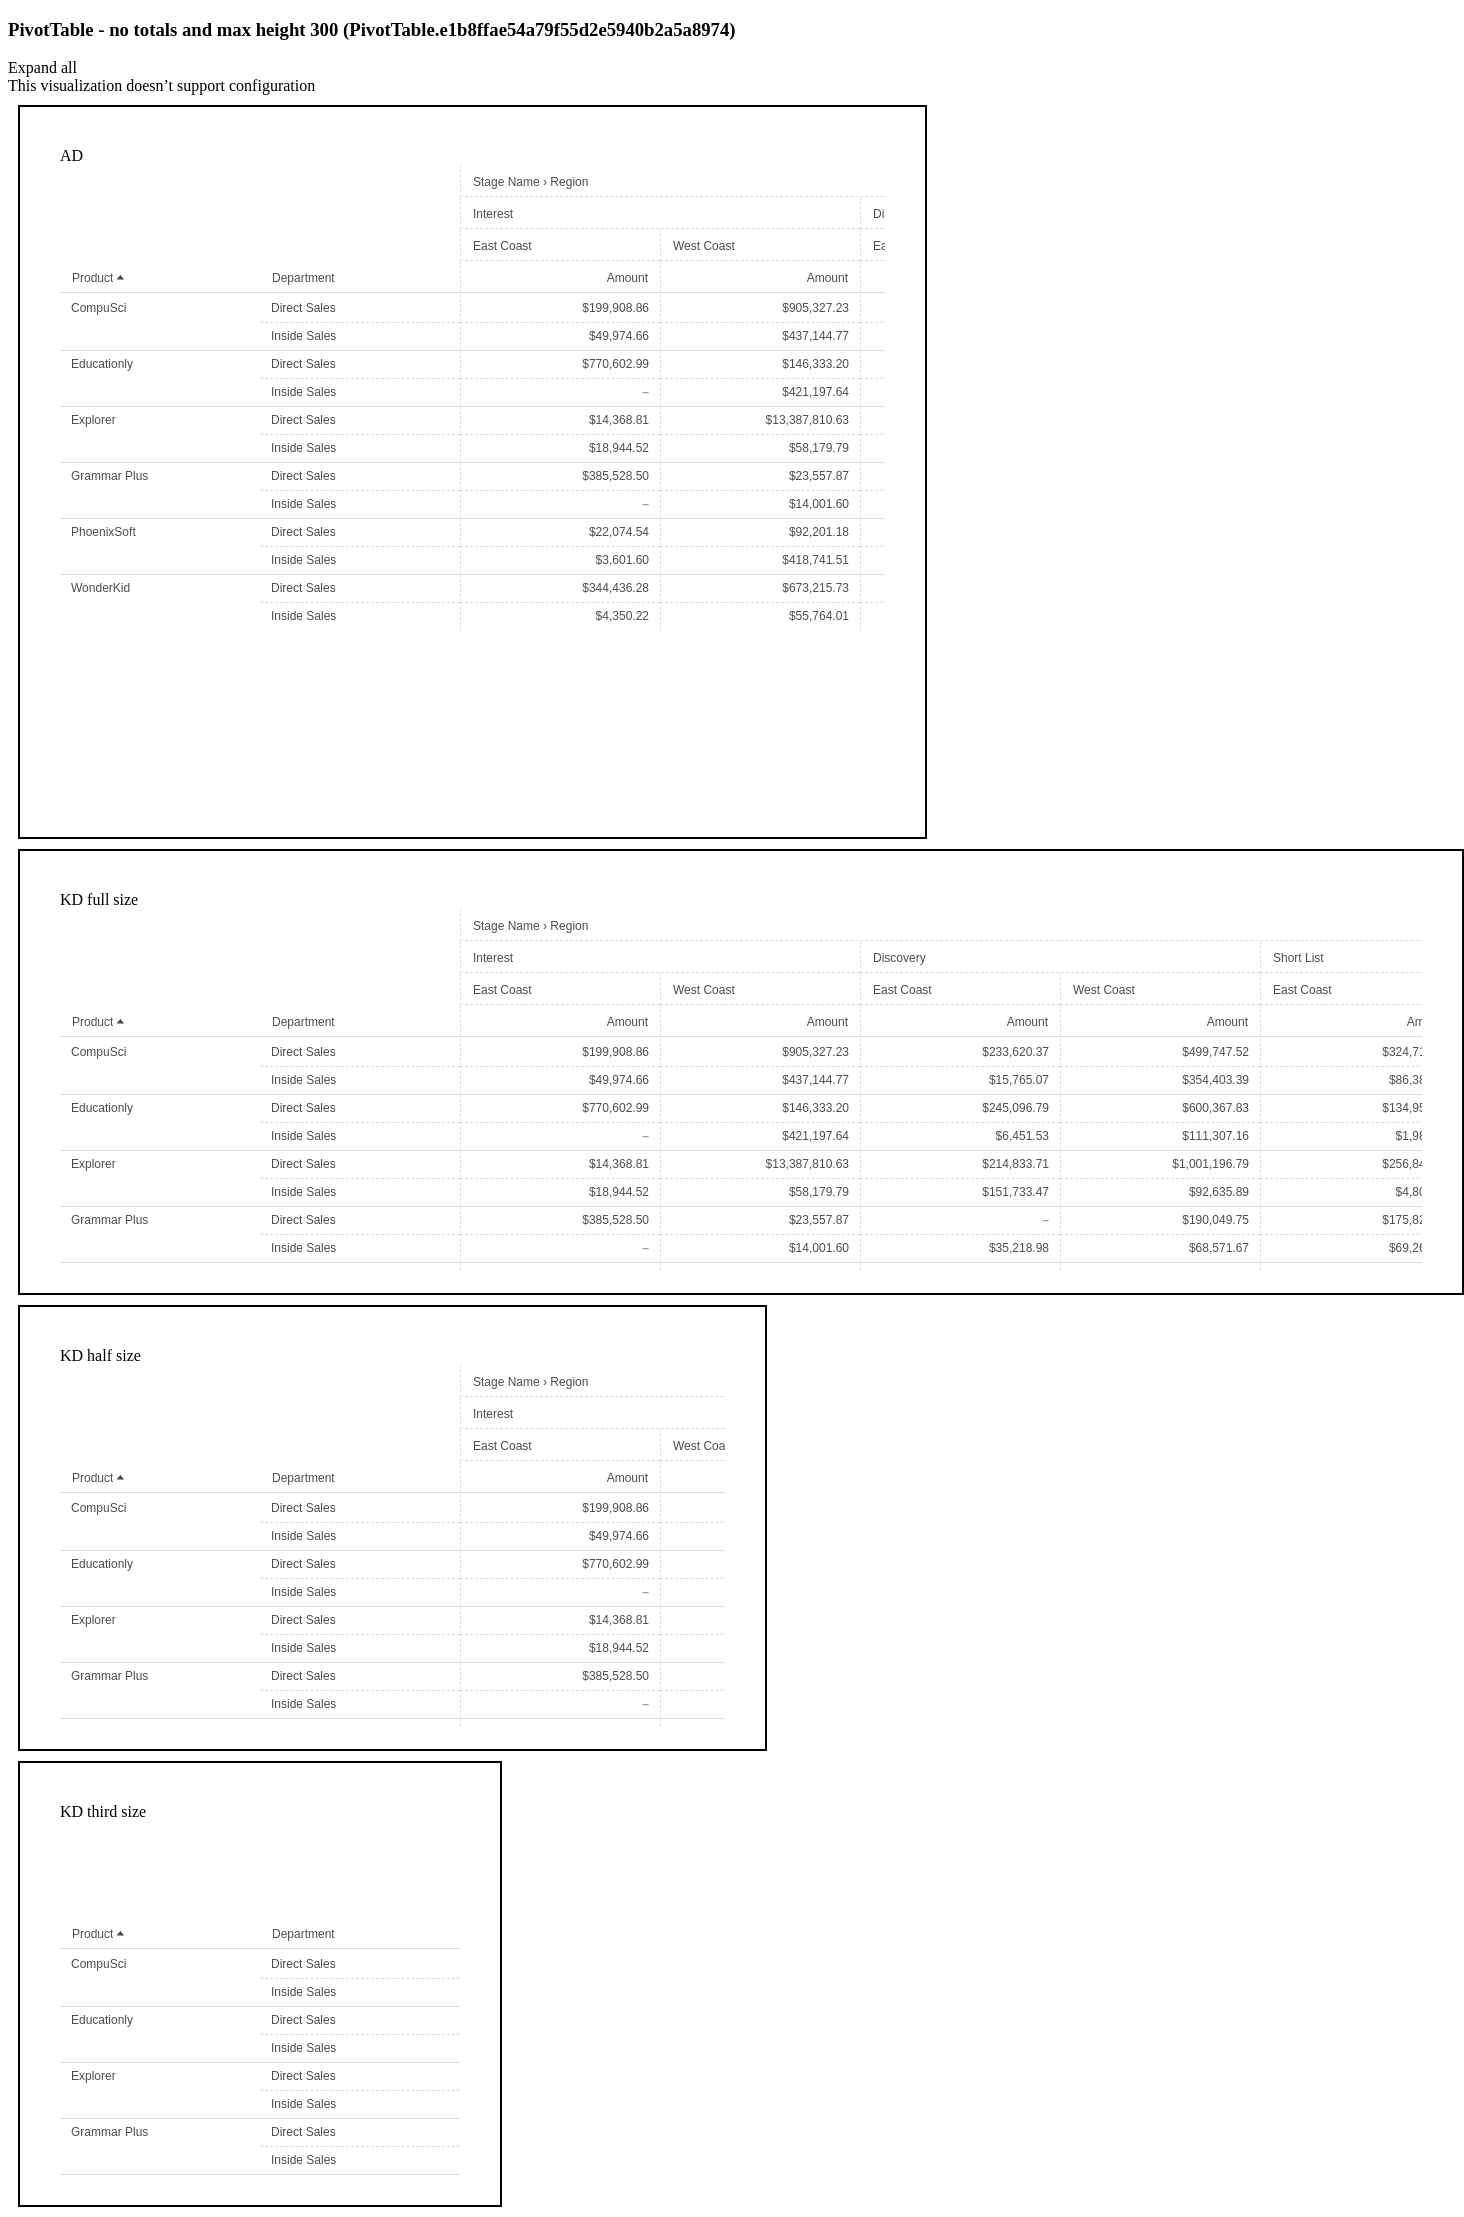 PivotTable - no totals and max height 300 (PivotTable.e1b8ffae54a79f55d2e5940b2a5a8974)
Expand all
This visualization doesn’t support configuration
AD
Stage Name › Region
Interest Di
East Coast West Coast Ea
Product Department Amount Amount
CompuSci Direct Sales $199,908.86 $905,327.23
Inside Sales $49,974.66 $437,144.77
Educationly Direct Sales $770,602.99 $146,333.20
Inside Sales – $421,197.64
Explorer Direct Sales $14,368.81 $13,387,810.63
Inside Sales $18,944.52 $58,179.79
Grammar Plus Direct Sales $385,528.50 $23,557.87
Inside Sales – $14,001.60
PhoenixSoft Direct Sales $22,074.54 $92,201.18
Inside Sales $3,601.60 $418,741.51
WonderKid Direct Sales $344,436.28 $673,215.73
Inside Sales $4,350.22 $55,764.01
KD full size
Stage Name › Region
Interest Discovery Short List
East Coast West Coast East Coast West Coast East Coast
Product Department Amount Amount Amount Amount Am
CompuSci Direct Sales $199,908.86 $905,327.23 $233,620.37 $499,747.52 $324,71
Inside Sales $49,974.66 $437,144.77 $15,765.07 $354,403.39 $86,38
Educationly Direct Sales $770,602.99 $146,333.20 $245,096.79 $600,367.83 $134,95
Inside Sales – $421,197.64 $6,451.53 $111,307.16 $1,98
Explorer Direct Sales $14,368.81 $13,387,810.63 $214,833.71 $1,001,196.79 $256,84
Inside Sales $18,944.52 $58,179.79 $151,733.47 $92,635.89 $4,80
Grammar Plus Direct Sales $385,528.50 $23,557.87 – $190,049.75 $175,82
Inside Sales – $14,001.60 $35,218.98 $68,571.67 $69,26
KD half size
Stage Name › Region
Interest
East Coast West Coa
Product Department Amount
CompuSci Direct Sales $199,908.86
Inside Sales $49,974.66
Educationly Direct Sales $770,602.99
Inside Sales –
Explorer Direct Sales $14,368.81
Inside Sales $18,944.52
Grammar Plus Direct Sales $385,528.50
Inside Sales –
KD third size
Product Department
CompuSci Direct Sales
Inside Sales
Educationly Direct Sales
Inside Sales
Explorer Direct Sales
Inside Sales
Grammar Plus Direct Sales
Inside Sales